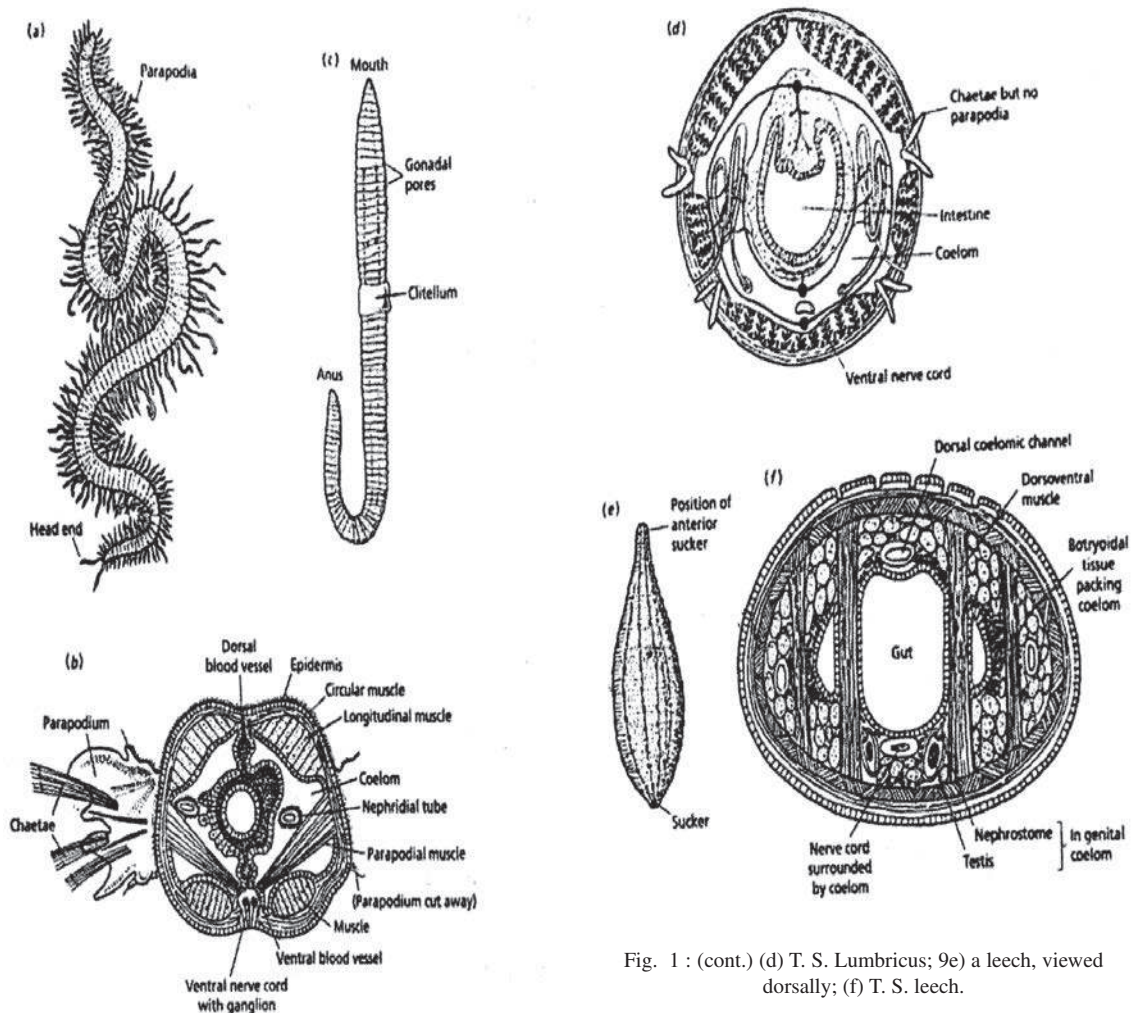 (a)
Parapodia
Head end
(c)
Mouth
Gonadal
pores
Clitellum
Anus
(b)
Dorsal
blood vessel
Epidermis
Circular muscle
Longitudinal muscle
Parapodium
Coelom
Nephridial tube
Chaetae
Parapodial muscle
(Parapodium cut away)
Muscle
Ventral blood vessel
Ventral nerve cord
with ganglion
(d)
Chaetae but no
parapodia
Intestine
Coelom
Ventral nerve cord
(e)
Position of
anterior
sucker
Sucker
(f)
Dorsal coelomic channel
Dorsoventral
muscle
Botryoidal
tissue
packing
coelom
Gut
Nephrostome
Testis
In genital
coelom
Nerve cord
surrounded
by coelom
Fig. 1 : (cont.) (d) T. S. Lumbricus; 9e) a leech, viewed
dorsally; (f) T. S. leech.